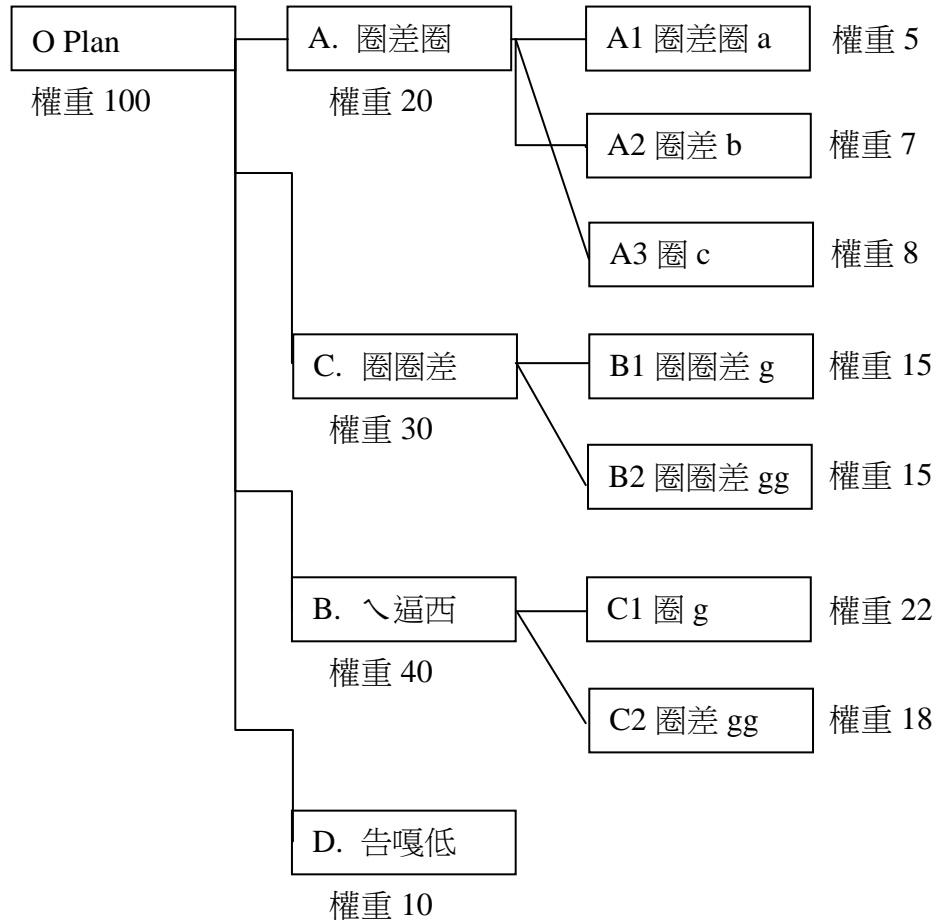 O Plan
權重 100
A. 圈差圈
權重 20
A1 圈差圈 a
權重 5
A2 圈差 b
權重 7
A3 圈 c
權重 8
C. 圈圈差
權重 30
B1 圈圈差 g
權重 15
B2 圈圈差 gg
權重 15
B. ㄟ逼西
權重 40
C1 圈 g
權重 22
C2 圈差 gg
權重 18
D. 告嘎低
權重 10